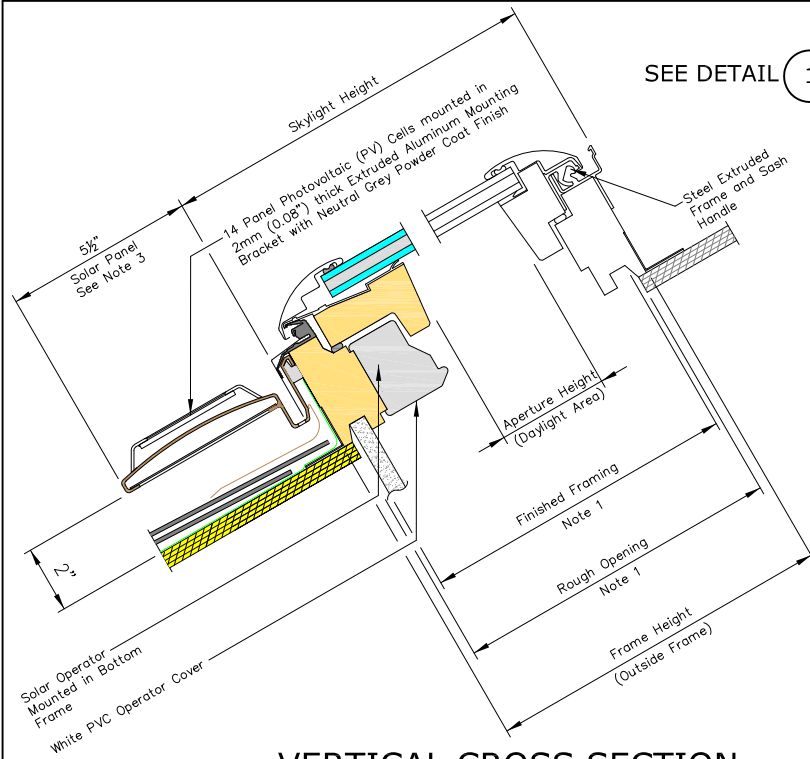 SEE DETAIL
Skylight Height
14 Panel Photovoltaic (PV) Cells mounted in
2mm (0.08") thick Extruded Aluminum Mounting
Bracket with Neutral Grey Powder Coat Finish
Steel Extruded
Frame and Sash
Handle
5½"
Solar Panel
See Note 3
Aperture Height
(Daylight Area)
Finished Framing
Note 1
Rough Opening
Note 1
Frame Height
(Outside Frame)
2"
Solar Operator
Mounted in Bottom
Frame
White PVC Operator Cover
VERTICAL CROSS SECTION